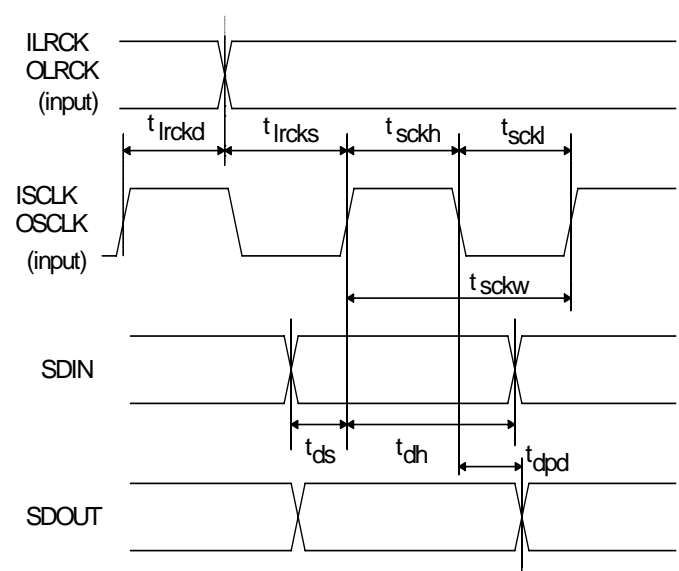 ILRCK
OLRCK
(input)
t lrckd
t lrcks
t sckh
t sckl
ISCLK
OSCLK
(input)
t sckw
SDIN
t ds
t dh
t dpd
SDOUT